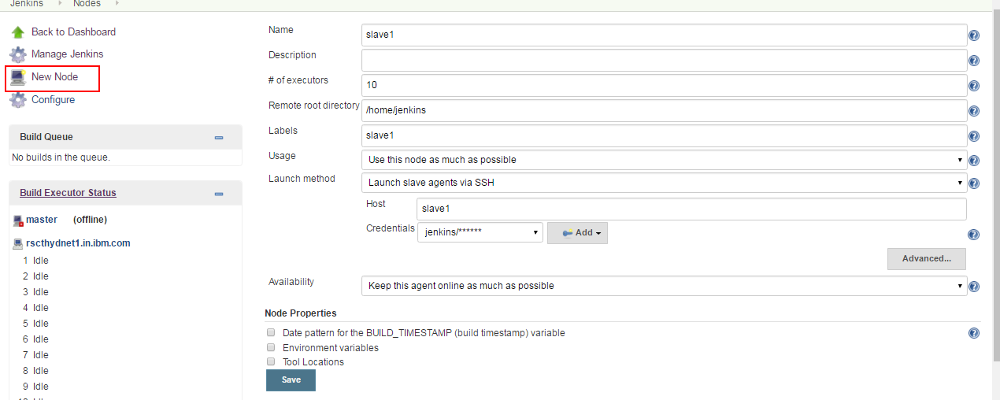 Jenkins Nodes
Back to Dashboard
Manage Jenkins
New Node
Configure
Build Queue
No builds in the queue.
Build Executor Status
master (offline)
rscthydnet1.in.ibm.com
1 Idle
2 Idle
3 Idle
4 Idle
5 Idle
6 Idle
7 Idle
8 Idle
9 Idle
Name slave1
Description
# of executors 10
Remote root directory /home/jenkins
Labels slave1
Usage Use this node as much as possible
Launch method Launch slave agents via SSH
Host slave1
Credentials jenkins/****** Add
Advanced...
Availability Keep this agent online as much as possible
Node Properties
Date pattern for the BUILD_TIMESTAMP (build timestamp) variable
Environment variables
Tool Locations
Save